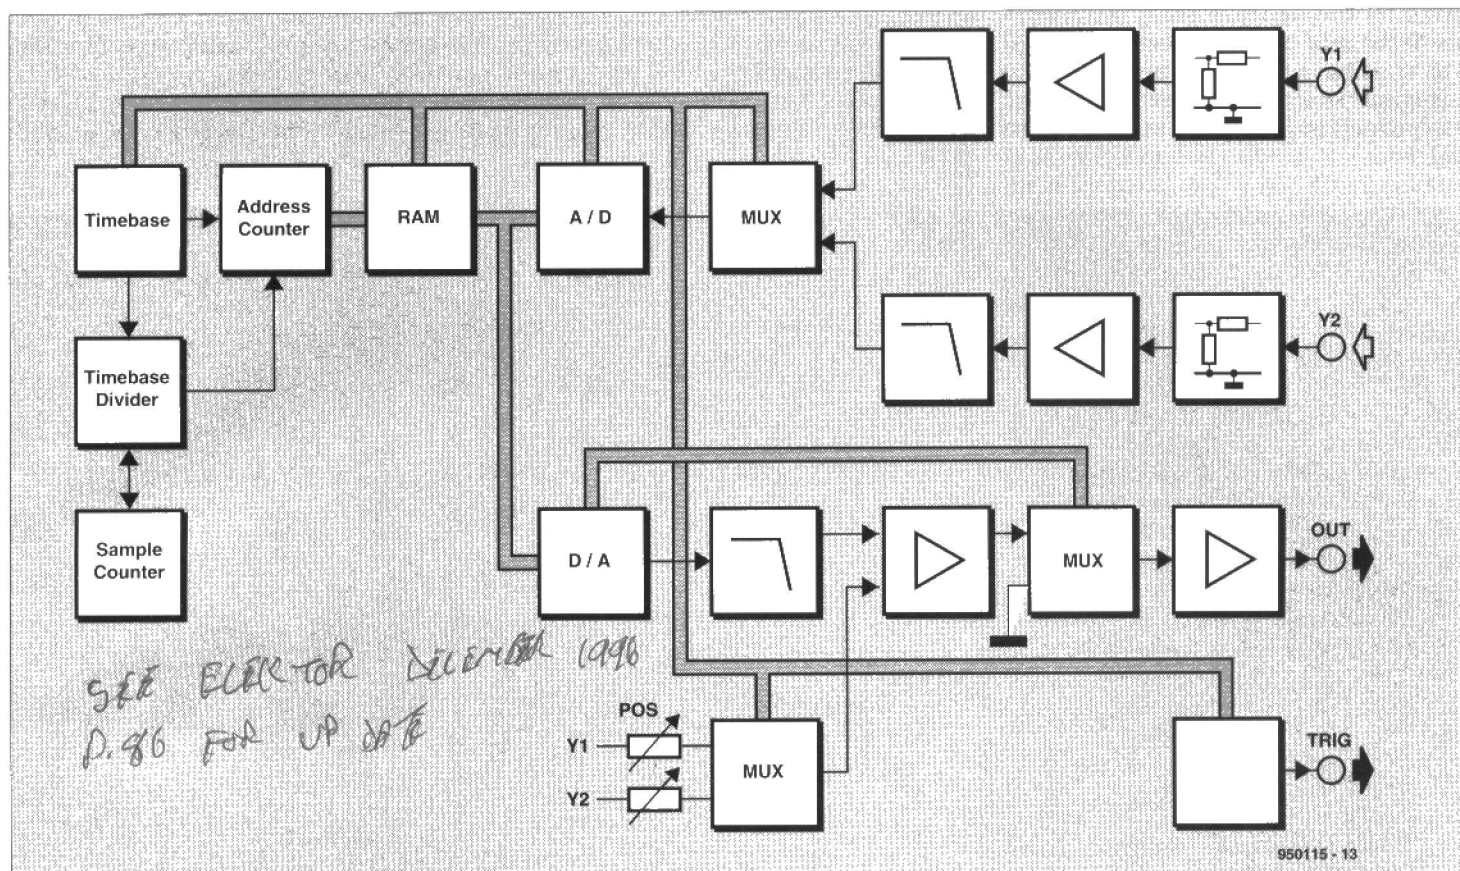 Y1
Timebase
Address
Counter
RAM
A / D
MUX
Y2
Timebase
Divider
Sample
Counter
D / A
MUX
OUT
SEE ELEKTOR DECEMBER 1996
P. 86 FOR UP DATE
POS
Y1
Y2
MUX
TRIG
950115 - 13